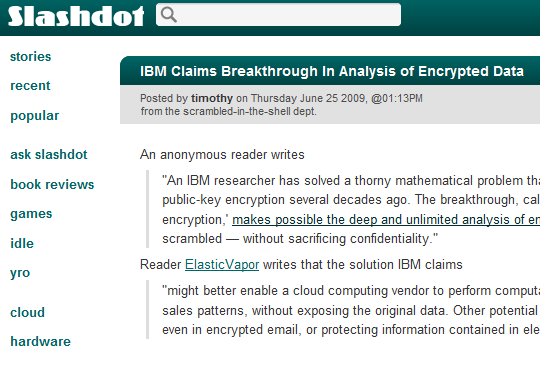 Slashdot
stories
recent
popular
ask slashdot
book reviews
games
idle
yro
cloud
hardware
IBM Claims Breakthrough In Analysis of Encrypted Data
Posted by timothy on Thursday June 25 2009, @01:13PM
from the scrambled-in-the-shell dept.
An anonymous reader writes
"An IBM researcher has solved a thorny mathematical problem tha
public-key encryption several decades ago. The breakthrough, cal
encryption,' makes possible the deep and unlimited analysis of en
scrambled — without sacrificing confidentiality."
Reader ElasticVapor writes that the solution IBM claims
"might better enable a cloud computing vendor to perform computa
sales patterns, without exposing the original data. Other potential
even in encrypted email, or protecting information contained in ele